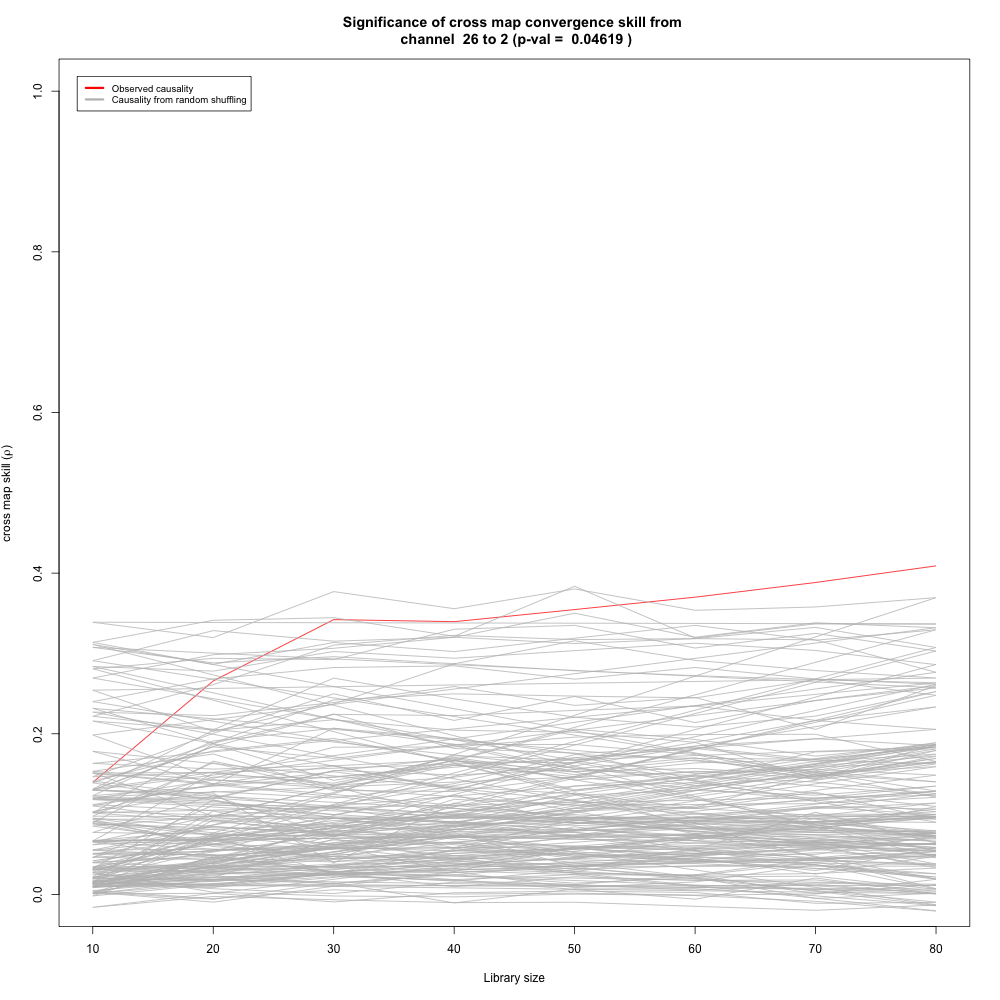 Significance of cross map convergence skill from
channel  26 to 2 (p-val =  0.04619 )
Observed causality
Causality from random shuffling
1.0
0.8
0.6
0.4
0.2
0.0
cross map skill (ρ)
10 20 30 40 50 60 70 80
Library size